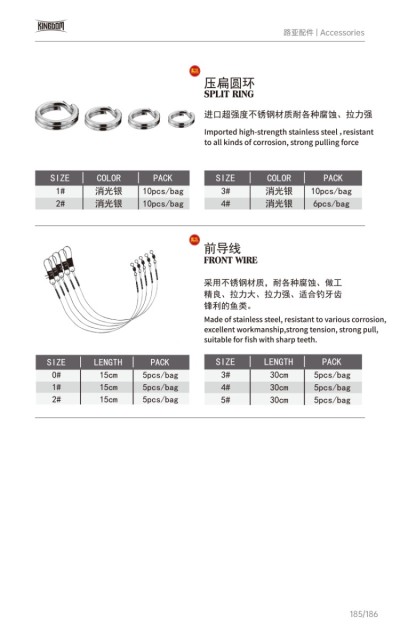 KINGDOM
路亚配件 | Accessories
压扁圆环
SPLIT RING
进口超强度不锈钢材质耐各种腐蚀、拉力强
Imported high-strength stainless steel , resistant
to all kinds of corrosion, strong pulling force
SIZE COLOR PACK
1# 消光银 10pcs/bag
2# 消光银 10pcs/bag
SIZE COLOR PACK
3# 消光银 10pcs/bag
4# 消光银 6pcs/bag
前导线
FRONT WIRE
采用不锈钢材质，耐各种腐蚀、做工
精良、拉力大、拉力强、适合钓牙齿
锋利的鱼类。
Made of stainless steel, resistant to various corrosion,
excellent workmanship,strong tension, strong pull,
suitable for fish with sharp teeth.
SIZE LENGTH PACK
0# 15cm 5pcs/bag
1# 15cm 5pcs/bag
2# 15cm 5pcs/bag
SIZE LENGTH PACK
3# 30cm 5pcs/bag
4# 30cm 5pcs/bag
5# 30cm 5pcs/bag
185/186